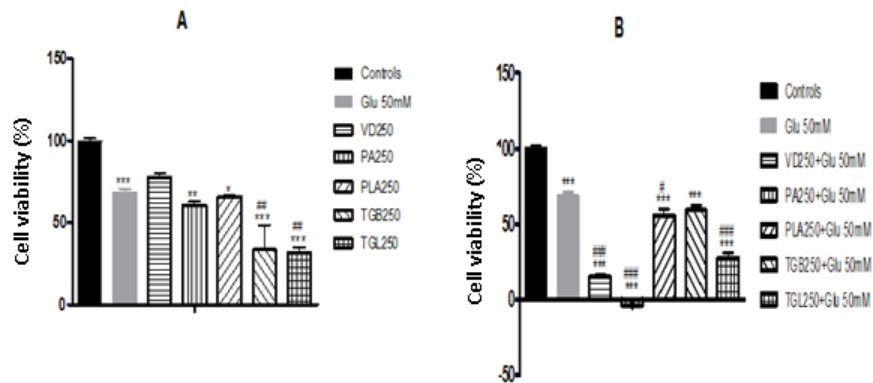 A
Cell viability (%)
150
100
50
0
***
**
*
##
***
##
***
Controls
Glu 50mM
VD250
PA250
PLA250
TGB250
TGL250
B
Cell viability (%)
150
100
50
0
-50
***
###
***
###
***
#
***
***
###
***
Controls
Glu 50mM
VD250+Glu 50mM
PA250+Glu 50mM
PLA250+Glu 50mM
TGB250+Glu 50mM
TGL250+Glu 50mM